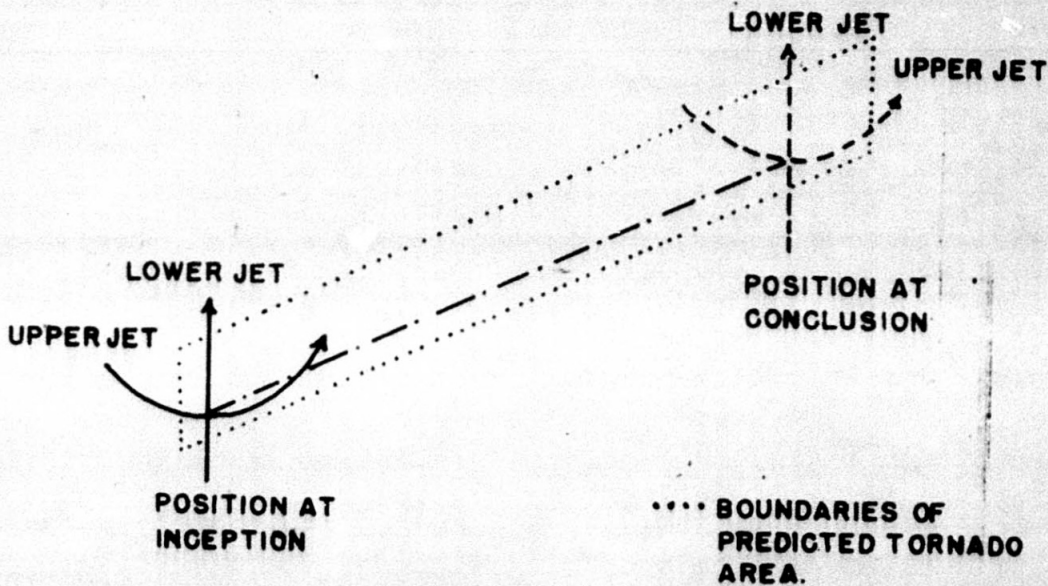 LOWER JET
UPPER JET
LOWER JET
UPPER JET
POSITION AT
CONCLUSION
POSITION AT
INCEPTION
.... BOUNDARIES OF
PREDICTED TORNADO
AREA.